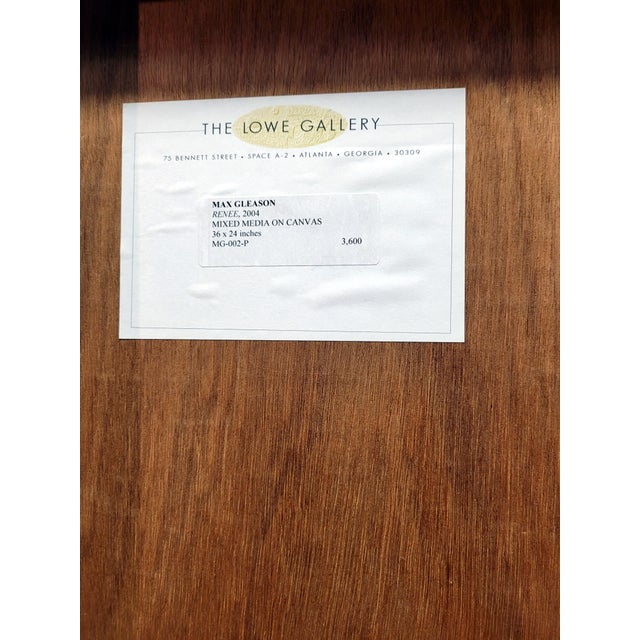 THE LOWE GALLERY
75 BENNETT STREET • SPACE A-2 • ATLANTA • GEORGIA • 30309
MAX GLEASON
RENEE, 2004
MIXED MEDIA ON CANVAS
36 x 24 inches
MG-002-P 3,600